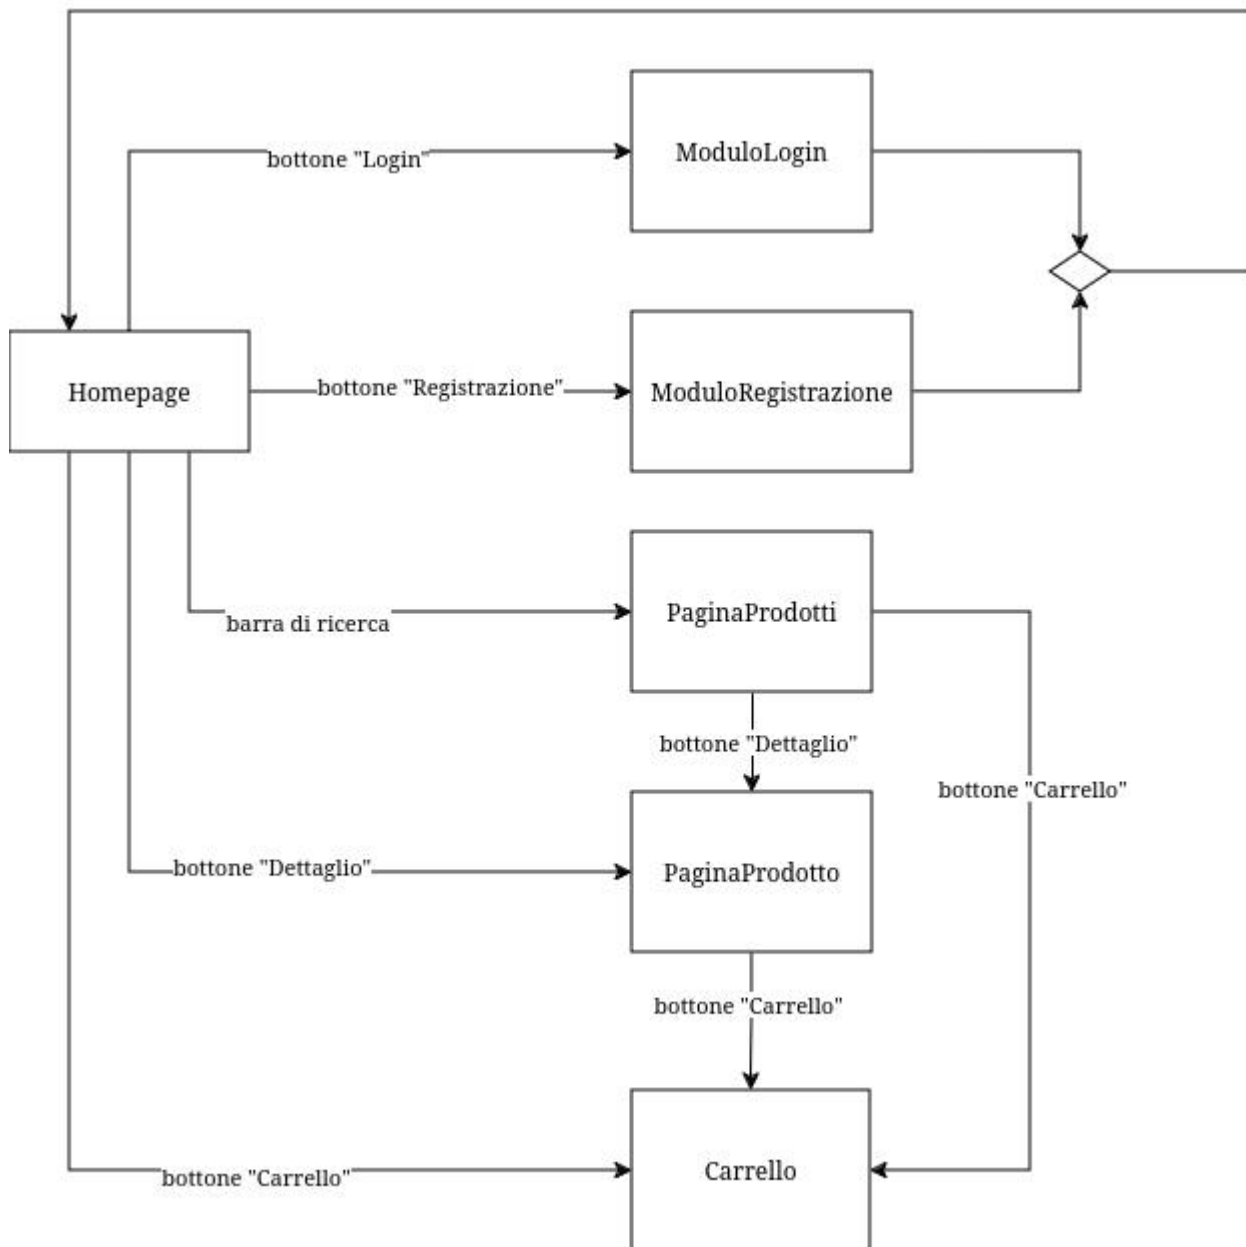 ModuloLogin
bottone "Login"
Homepage
bottone "Registrazione"
ModuloRegistrazione
PaginaProdotti
barra di ricerca
bottone "Dettaglio"
bottone "Carrello"
bottone "Dettaglio"
PaginaProdotto
bottone "Carrello"
bottone "Carrello"
Carrello